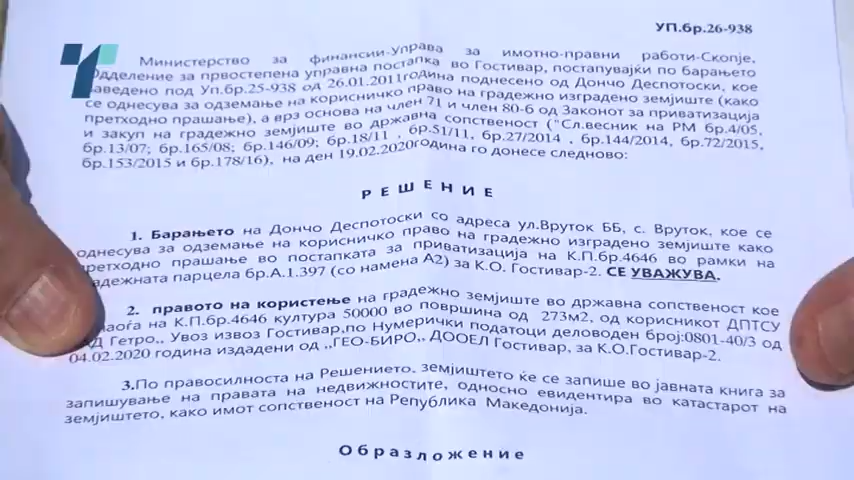 УП.бр.26-938
Министерство за финансии-Управа за имотно-правни работи-Скопје,
Одделение за првостепена управна постапка во Гостивар, постапувајќи по барањето
заведено под Уп.бр.25-938 од 26.01.2011година поднесено од Дончо Деспотоски, кое
се однесува за одземање на корисничко право на градежно изградено земјиште (како
претходно прашање), а врз основа на член 71 и член 80-б од Законот за приватизација
и закуп на градежно земјиште во државна сопственост ("Сл.весник на РМ бр.4/05,
бр.13/07; бр.165/08; бр.146/09; бр.18/11 , бр.51/11, бр.27/2014 , бр.144/2014, бр.72/2015,
бр.153/2015 и бр.178/16), на ден 19.02.2020година го донесе следново:
Р Е Ш Е Н И Е
1. Барањето на Дончо Деспотоски со адреса ул.Вруток ББ, с. Вруток, кое се
однесува за одземање на корисничко право на градежно изградено земјиште како
претходно прашање во постапката за приватизација на К.П.бр.4646 во рамки на
градежната парцела бр.А.1.397 (со намена А2) за К.О. Гостивар-2. СЕ УВАЖУВА.
2. правото на користење на градежно земјиште во државна сопственост кое
наоѓа на К.П.бр.4646 култура 50000 во површина од 273м2, од корисникот ДПТСУ
Гетро,, Увоз извоз Гостивар,по Нумерички податоци деловоден број:0801-40/3 од
04.02.2020 година издадени од ,,ГЕО-БИРО,, ДООЕЛ Гостивар, за К.О.Гостивар-2.
3.По правосилноста на Решението. земјиштето ќе се запише во јавната книга за
запишување на правата на недвижностите, односно евидентира во катастарот на
земјиштето, како имот сопственост на Република Македонија.
О б р а з л о ж е н и е